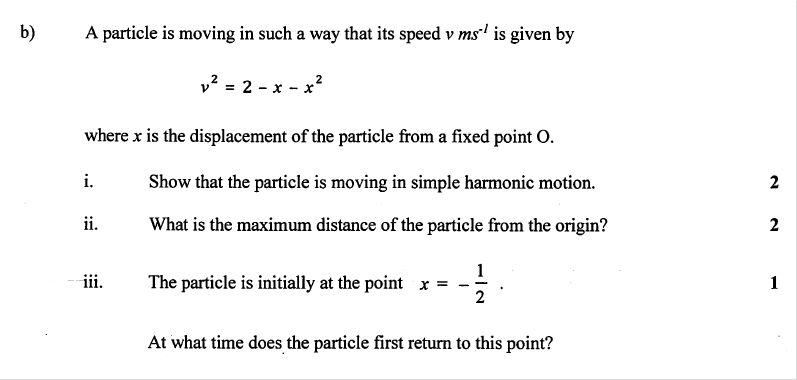 b) A particle is moving in such a way that its speed v ms⁻¹ is given by
v² = 2 – x – x²
where x is the displacement of the particle from a fixed point O.
i. Show that the particle is moving in simple harmonic motion. 2
ii. What is the maximum distance of the particle from the origin? 2
iii. The particle is initially at the point x = –1/2 . 1
At what time does the particle first return to this point?